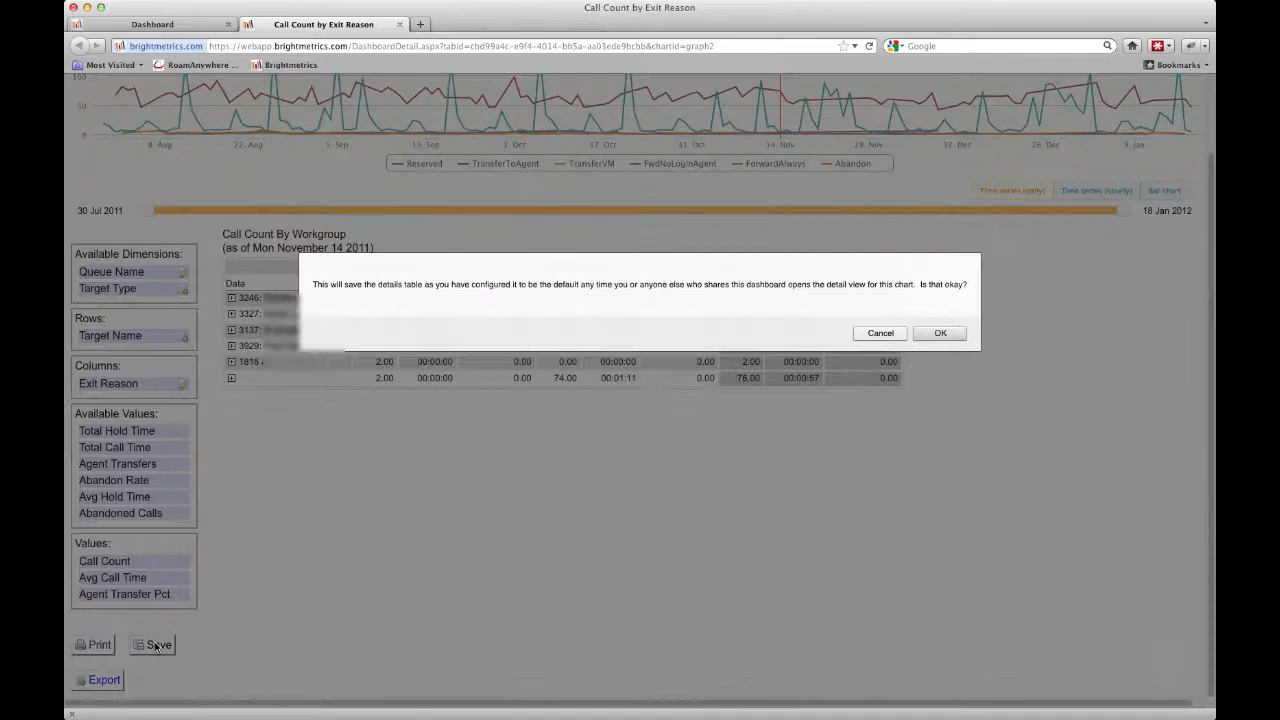 Call Count by Exit Reason
Dashboard × Call Count by Exit Reason × +
brightmetrics.com https://webapp.brightmetrics.com/DashboardDetail.aspx?tabid=cbd99a4c-e9f4-4014-bb5a-aa03ede9bcbb&chartid=graph2 Google
Most Visited RoamAnywhere ... Brightmetrics Bookmarks
100
50
0
8. Aug 22. Aug 5. Sep 19. Sep 3. Oct 17. Oct 31. Oct 14. Nov 28. Nov 12. Dec 26. Dec 9. Jan
Reserved TransferToAgent TransferVM FwdNoLoginAgent ForwardAlways Abandon
Time series (daily) Time series (hourly) Bar chart
30 Jul 2011 18 Jan 2012
Call Count By Workgroup
(as of Mon November 14 2011)
Available Dimensions:
Queue Name
Target Type
Rows:
Target Name
Columns:
Exit Reason
Available Values:
Total Hold Time
Total Call Time
Agent Transfers
Abandon Rate
Avg Hold Time
Abandoned Calls
Values:
Call Count
Avg Call Time
Agent Transfer Pct
Print Save
Export
Data
3246:
3327:
3137:
3929:
1816 2.00 00:00:00 0.00 0.00 00:00:00 0.00 2.00 00:00:00 0.00
2.00 00:00:00 0.00 74.00 00:01:11 0.00 76.00 00:00:57 0.00
This will save the details table as you have configured it to be the default any time you or anyone else who shares this dashboard opens the detail view for this chart. Is that okay?
Cancel OK
×